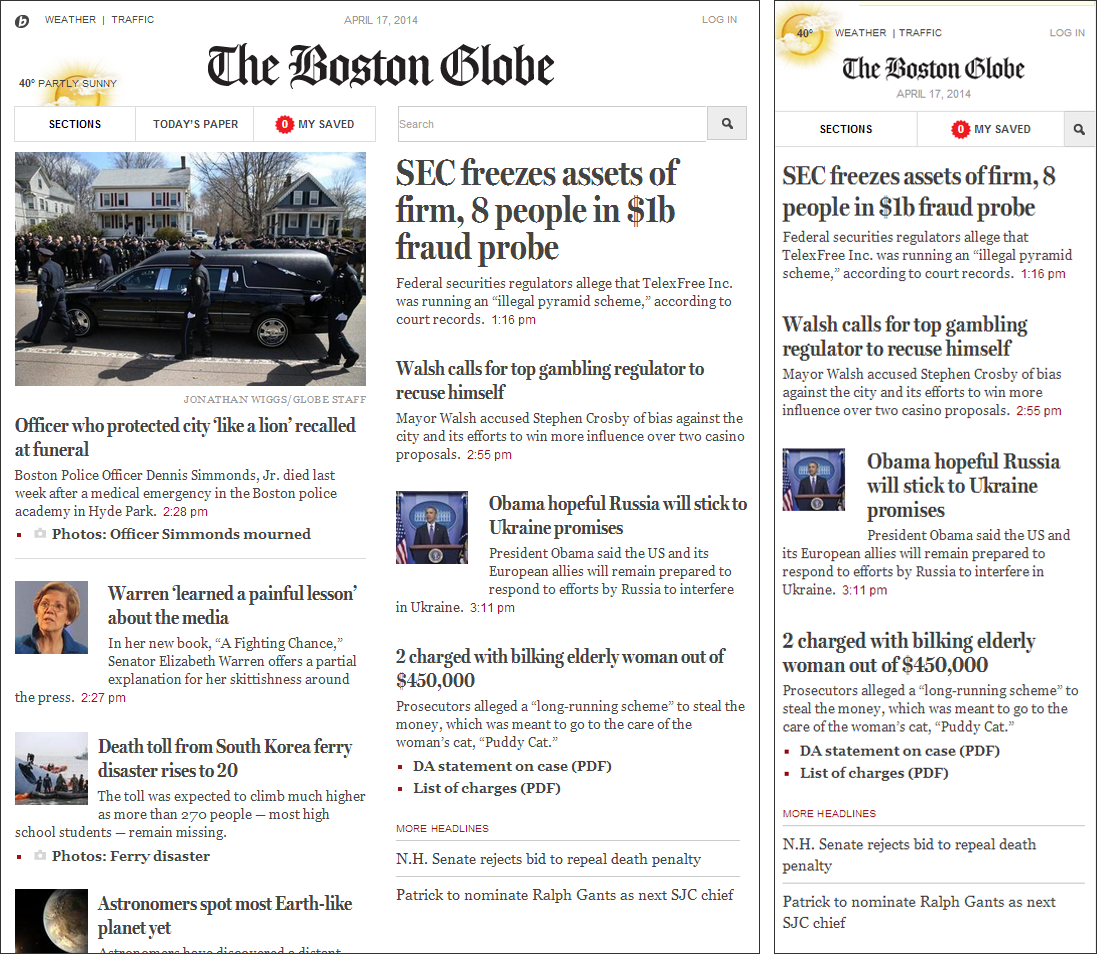 WEATHER | TRAFFIC
APRIL 17, 2014
LOG IN
The Boston Globe
40° PARTLY SUNNY
SECTIONS
TODAY'S PAPER
0 MY SAVED
Search
JONATHAN WIGGS/GLOBE STAFF
Officer who protected city ‘like a lion’ recalled
at funeral
Boston Police Officer Dennis Simmonds, Jr. died last
week after a medical emergency in the Boston police
academy in Hyde Park. 2:28 pm
Photos: Officer Simmonds mourned
Warren ‘learned a painful lesson’
about the media
In her new book, “A Fighting Chance,”
Senator Elizabeth Warren offers a partial
explanation for her skittishness around
the press. 2:27 pm
Death toll from South Korea ferry
disaster rises to 20
The toll was expected to climb much higher
as more than 270 people — most high
school students — remain missing.
Photos: Ferry disaster
Astronomers spot most Earth-like
planet yet
Astronomers have discovered a distant
SEC freezes assets of
firm, 8 people in $1b
fraud probe
Federal securities regulators allege that TelexFree Inc.
was running an “illegal pyramid scheme,” according to
court records. 1:16 pm
Walsh calls for top gambling regulator to
recuse himself
Mayor Walsh accused Stephen Crosby of bias against the
city and its efforts to win more influence over two casino
proposals. 2:55 pm
Obama hopeful Russia will stick to
Ukraine promises
President Obama said the US and its
European allies will remain prepared to
respond to efforts by Russia to interfere
in Ukraine. 3:11 pm
2 charged with bilking elderly woman out of
$450,000
Prosecutors alleged a “long-running scheme” to steal the
money, which was meant to go to the care of the
woman’s cat, “Puddy Cat.”
DA statement on case (PDF)
List of charges (PDF)
MORE HEADLINES
N.H. Senate rejects bid to repeal death penalty
Patrick to nominate Ralph Gants as next SJC chief
40°
WEATHER | TRAFFIC
LOG IN
The Boston Globe
APRIL 17, 2014
SECTIONS
0 MY SAVED
SEC freezes assets of firm, 8
people in $1b fraud probe
Federal securities regulators allege that
TelexFree Inc. was running an “illegal pyramid
scheme,” according to court records. 1:16 pm
Walsh calls for top gambling
regulator to recuse himself
Mayor Walsh accused Stephen Crosby of bias
against the city and its efforts to win more
influence over two casino proposals. 2:55 pm
Obama hopeful Russia
will stick to Ukraine
promises
President Obama said the US and
its European allies will remain prepared to
respond to efforts by Russia to interfere in
Ukraine. 3:11 pm
2 charged with bilking elderly
woman out of $450,000
Prosecutors alleged a “long-running scheme” to
steal the money, which was meant to go to the
care of the woman’s cat, “Puddy Cat.”
DA statement on case (PDF)
List of charges (PDF)
MORE HEADLINES
N.H. Senate rejects bid to repeal death
penalty
Patrick to nominate Ralph Gants as next
SJC chief